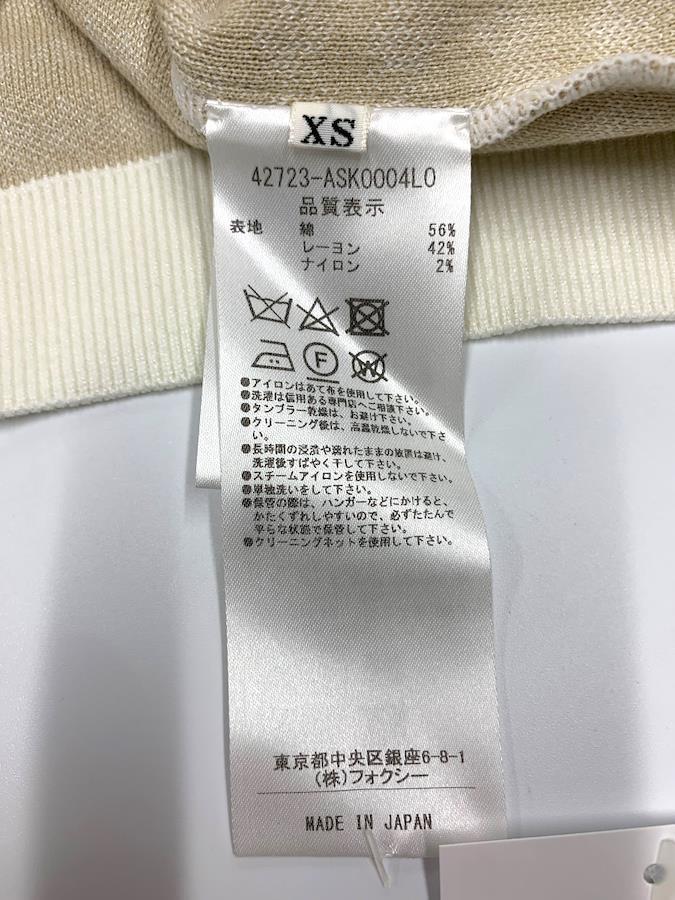 XS
42723-ASK0004LO
品質表示
表地 綿 56%
レーヨン 42%
ナイロン 2%
F
W
●アイロンはあて布を使用して下さい。
●洗濯は信用ある専門店へご相談下さい。
●タンブラー乾燥は、お避け下さい。
●クリーニング後は、高温乾燥しないで下さ
い。
●長時間の浸漬や濡れたままの放置は避け、
洗濯後すばやく干して下さい。
●スチームアイロンを使用しないで下さい。
●単独洗いをして下さい。
●保管の際は、ハンガーなどにかけると、
かたくずれしやすいので、必ずたたんで
平らな状態で保管して下さい。
●クリーニングネットを使用して下さい。
東京都中央区銀座6-8-1
(株)フォクシー
MADE IN JAPAN